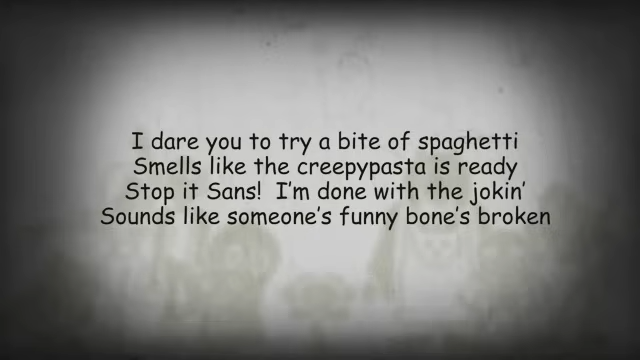 I dare you to try a bite of spaghetti
Smells like the creepypasta is ready
Stop it Sans!  I'm done with the jokin'
Sounds like someone's funny bone's broken